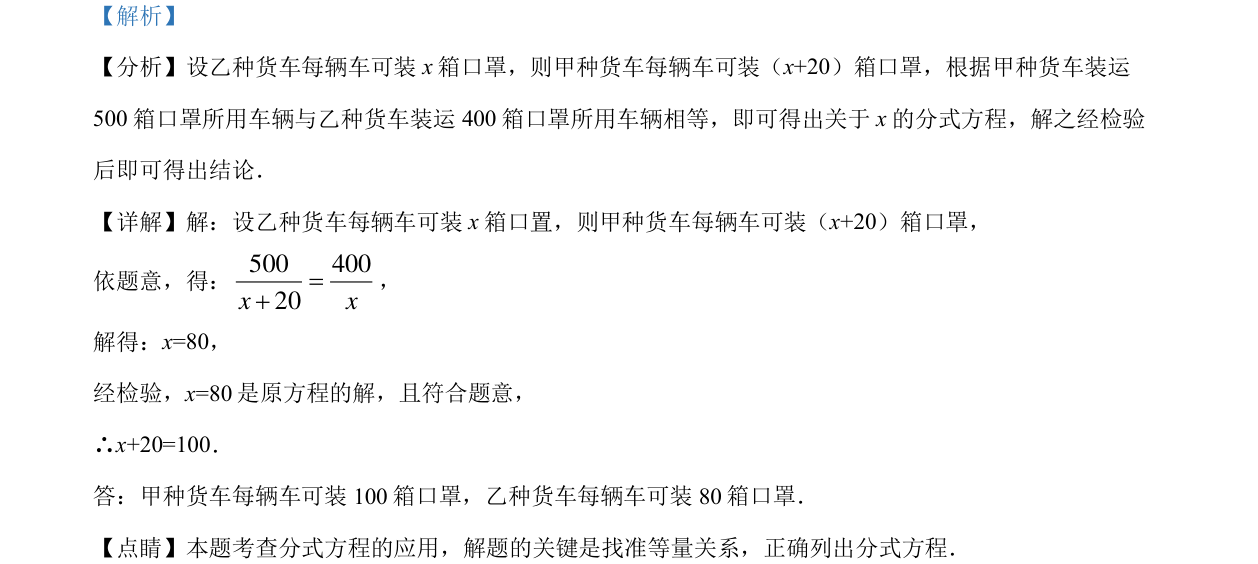 【解析】
【分析】设乙种货车每辆车可装 x 箱口罩，则甲种货车每辆车可装（x+20）箱口罩，根据甲种货车装运
500 箱口罩所用车辆与乙种货车装运 400 箱口罩所用车辆相等，即可得出关于 x 的分式方程，解之经检验
后即可得出结论．
【详解】解：设乙种货车每辆车可装 x 箱口置，则甲种货车每辆车可装（x+20）箱口罩，
依题意，得：500/(x+20) = 400/x，
解得：x=80，
经检验，x=80 是原方程的解，且符合题意，
∴x+20=100．
答：甲种货车每辆车可装 100 箱口罩，乙种货车每辆车可装 80 箱口罩．
【点睛】本题考查分式方程的应用，解题的关键是找准等量关系，正确列出分式方程．